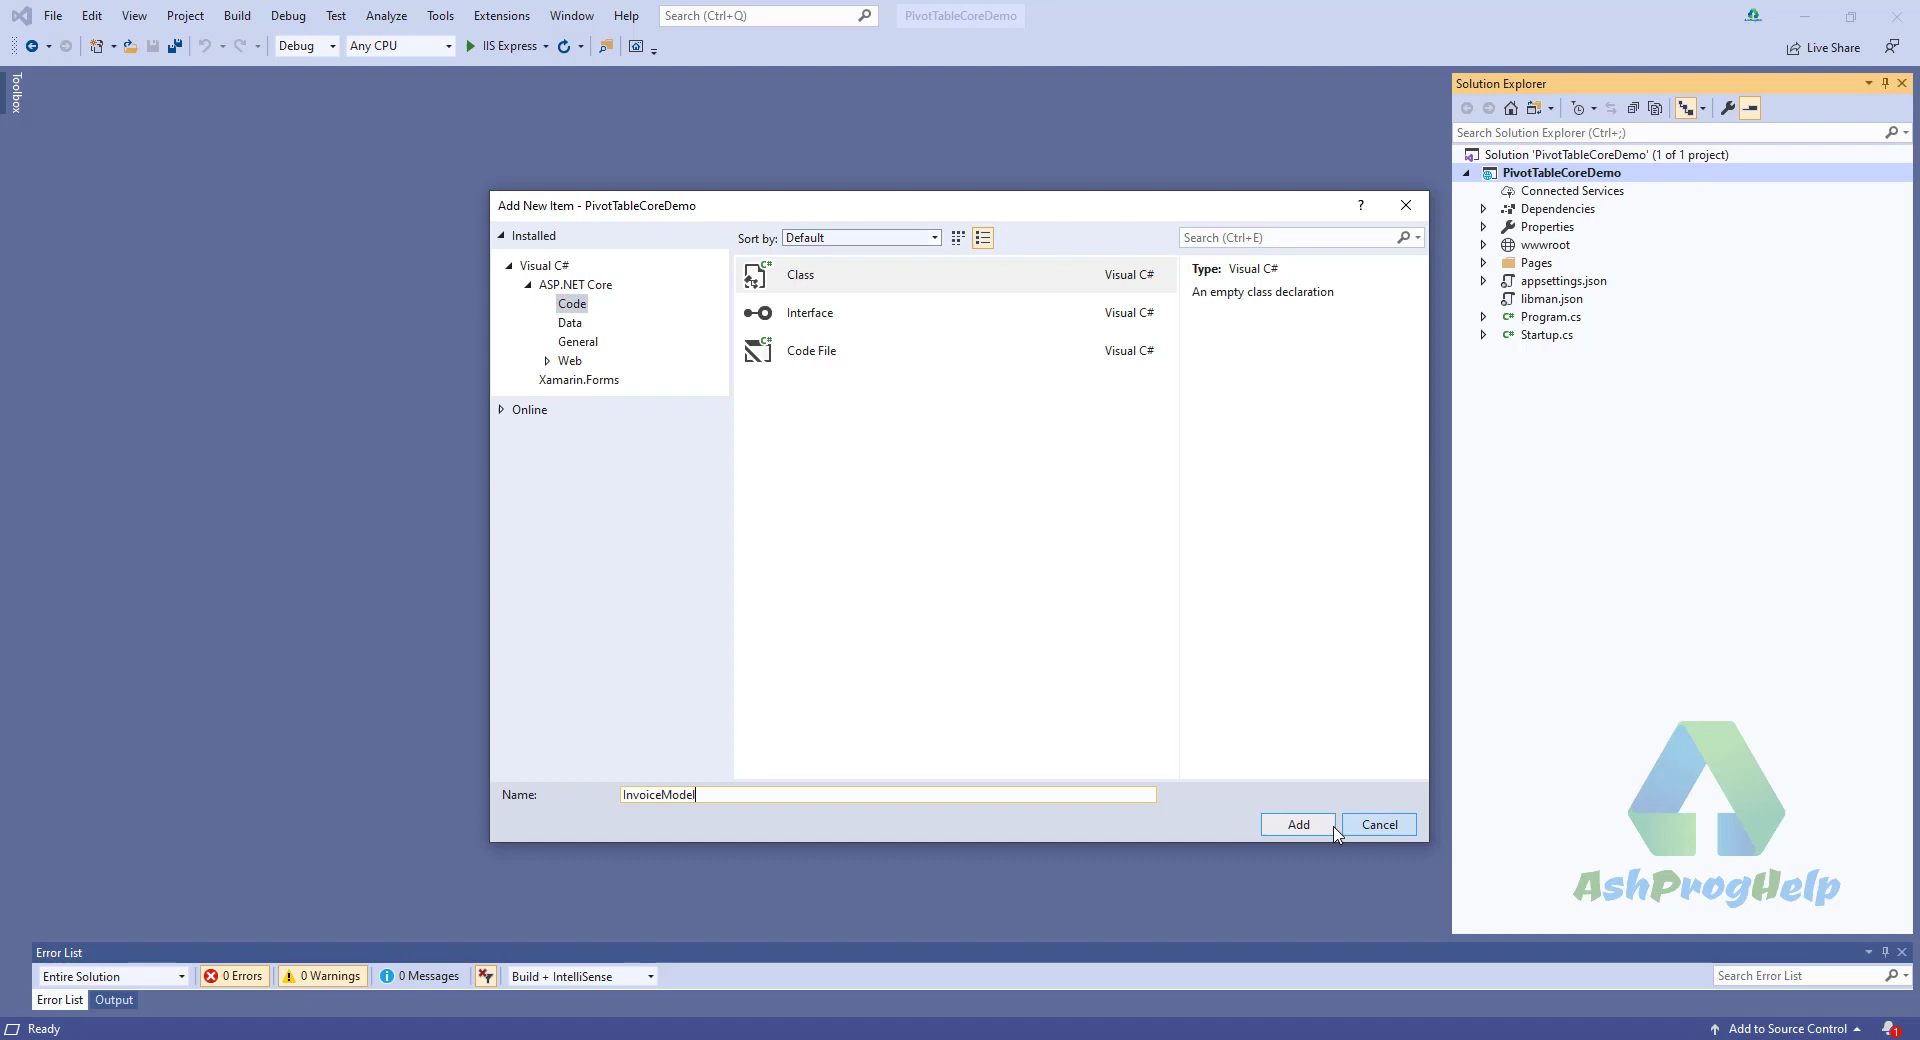 File Edit View Project Build Debug Test Analyze Tools Extensions Window Help Search (Ctrl+Q) PivotTableCoreDemo
Debug Any CPU IIS Express Live Share
Toolbox
Solution Explorer
Search Solution Explorer (Ctrl+;)
Solution 'PivotTableCoreDemo' (1 of 1 project)
PivotTableCoreDemo
Connected Services
Dependencies
Properties
wwwroot
Pages
appsettings.json
libman.json
Program.cs
Startup.cs
Add New Item - PivotTableCoreDemo ?
Installed
Sort by: Default
Search (Ctrl+E)
Visual C#
ASP.NET Core
Code
Data
General
Web
Xamarin.Forms
Online
C# Class Visual C#
Interface Visual C#
C# Code File Visual C#
Type: Visual C#
An empty class declaration
Name: InvoiceModel
Add Cancel
AshProgHelp
Error List
Entire Solution 0 Errors 0 Warnings 0 Messages Build + IntelliSense Search Error List
Error List Output
Ready Add to Source Control 1